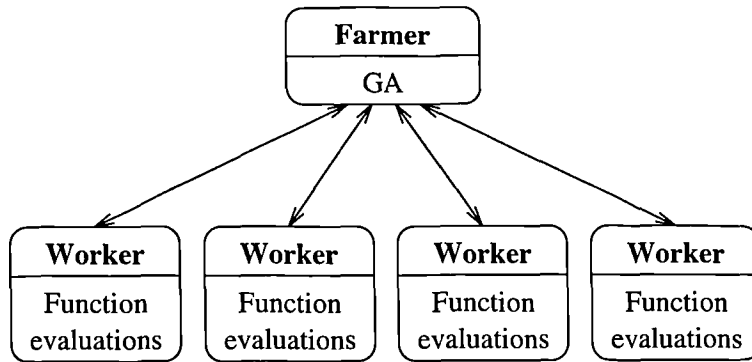 Farmer
GA
Worker
Function
evaluations
Worker
Function
evaluations
Worker
Function
evaluations
Worker
Function
evaluations